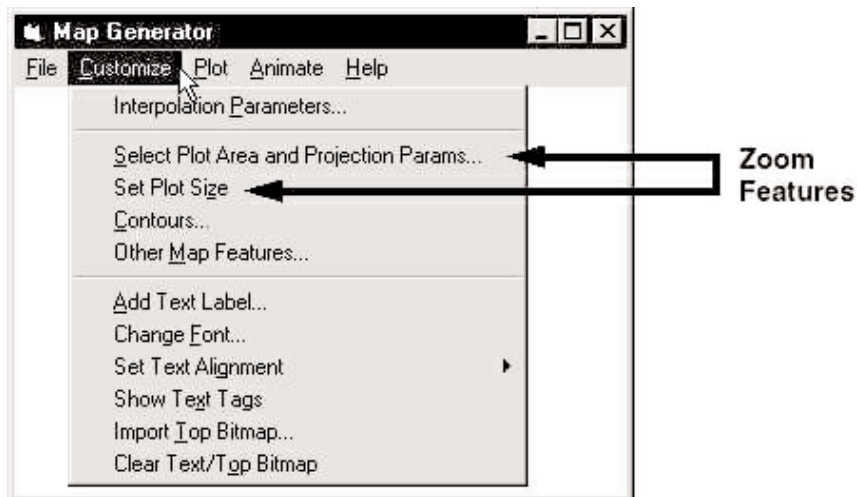 Map Generator
File Customize Plot Animate Help
Interpolation Parameters...
Select Plot Area and Projection Params...
Set Plot Size
Contours...
Other Map Features...
Add Text Label...
Change Font...
Set Text Alignment
Show Text Tags
Import Top Bitmap...
Clear Text/Top Bitmap
Zoom
Features